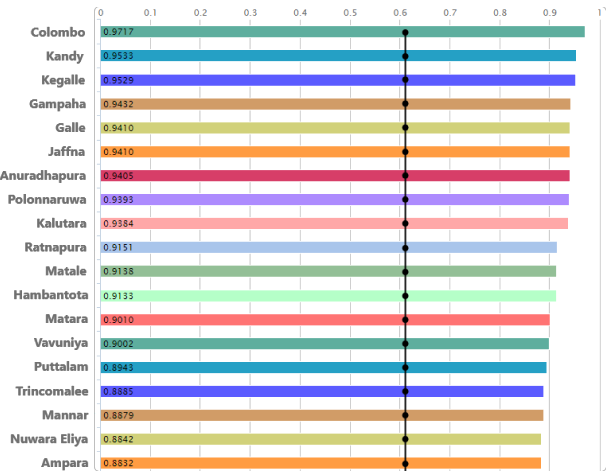 0 0.1 0.2 0.3 0.4 0.5 0.6 0.7 0.8 0.9 1
Colombo 0.9717
Kandy 0.9533
Kegalle 0.9529
Gampaha 0.9432
Galle 0.9410
Jaffna 0.9410
Anuradhapura 0.9405
Polonnaruwa 0.9393
Kalutara 0.9384
Ratnapura 0.9151
Matale 0.9138
Hambantota 0.9133
Matara 0.9010
Vavuniya 0.9002
Puttalam 0.8943
Trincomalee 0.8885
Mannar 0.8879
Nuwara Eliya 0.8842
Ampara 0.8832